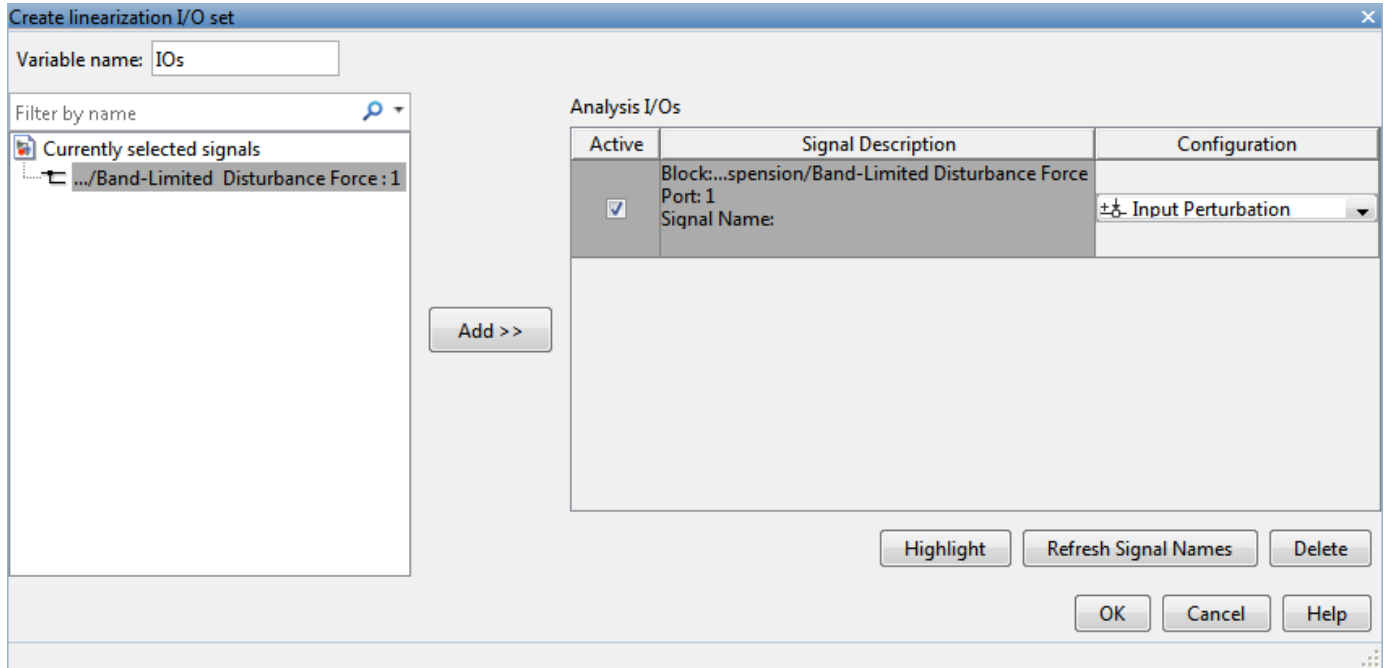 Create linearization I/O set
Variable name: IOs
Filter by name
Currently selected signals
.../Band-Limited Disturbance Force : 1
Add >>
Analysis I/Os
Active Signal Description Configuration
Block:...spension/Band-Limited Disturbance Force
Port: 1
Signal Name:
Input Perturbation
Highlight Refresh Signal Names Delete
OK Cancel Help